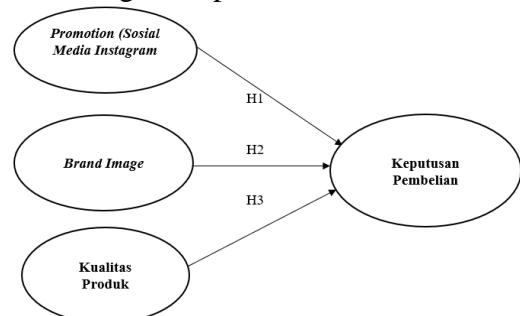 Promotion (Sosial
Media Instagram
H1
Brand Image
H2
Keputusan
Pembelian
H3
Kualitas
Produk